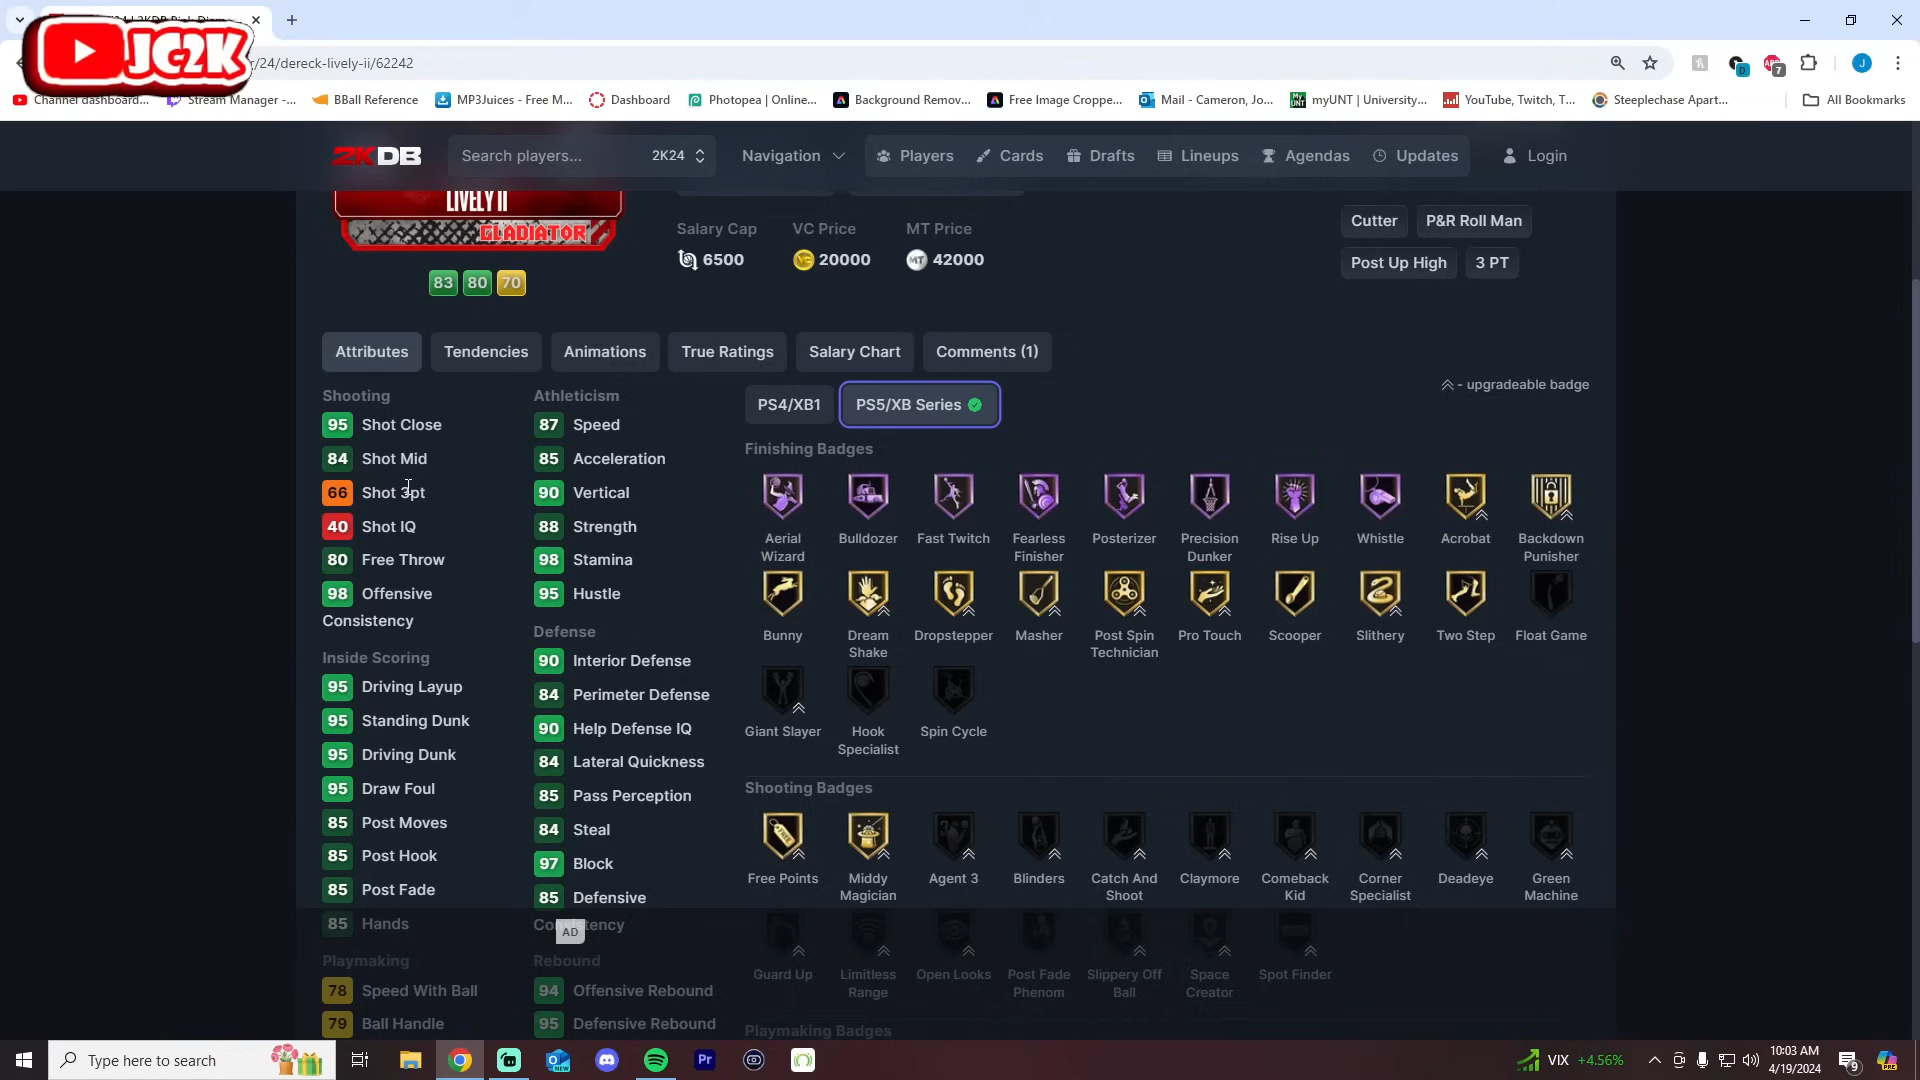 JC2K
r/24/dereck-lively-ii/62242
Channel dashboard...
Stream Manager -...
BBall Reference
MP3Juices - Free M...
Dashboard
Photopea | Online...
Background Remov...
Free Image Croppe...
Mail - Cameron, Jo...
myUNT | University...
YouTube, Twitch, T...
Steeplechase Apart...
All Bookmarks
2KDB
Search players...
2K24
Navigation
Players
Cards
Drafts
Lineups
Agendas
Updates
Login
LIVELY II
GLADIATOR
83 80 70
Salary Cap
VC Price
MT Price
6500
20000
42000
Cutter
P&R Roll Man
Post Up High
3 PT
Attributes
Tendencies
Animations
True Ratings
Salary Chart
Comments (1)
Shooting
95 Shot Close
84 Shot Mid
66 Shot 3pt
40 Shot IQ
80 Free Throw
98 Offensive
Consistency
Inside Scoring
95 Driving Layup
95 Standing Dunk
95 Driving Dunk
95 Draw Foul
85 Post Moves
85 Post Hook
85 Post Fade
85 Hands
Playmaking
78 Speed With Ball
79 Ball Handle
Athleticism
87 Speed
85 Acceleration
90 Vertical
88 Strength
98 Stamina
95 Hustle
Defense
90 Interior Defense
84 Perimeter Defense
90 Help Defense IQ
84 Lateral Quickness
85 Pass Perception
84 Steal
97 Block
85 Defensive
Consistency
AD
Rebound
94 Offensive Rebound
95 Defensive Rebound
PS4/XB1
PS5/XB Series
- upgradeable badge
Finishing Badges
Aerial
Wizard
Bulldozer
Fast Twitch
Fearless
Finisher
Posterizer
Precision
Dunker
Rise Up
Whistle
Acrobat
Backdown
Punisher
Bunny
Dream
Shake
Dropstepper
Masher
Post Spin
Technician
Pro Touch
Scooper
Slithery
Two Step
Float Game
Giant Slayer
Hook
Specialist
Spin Cycle
Shooting Badges
Free Points
Middy
Magician
Agent 3
Blinders
Catch And
Shoot
Claymore
Comeback
Kid
Corner
Specialist
Deadeye
Green
Machine
Guard Up
Limitless
Range
Open Looks
Post Fade
Phenom
Slippery Off
Ball
Space
Creator
Spot Finder
Playmaking Badges
Type here to search
VIX +4.56%
10:03 AM
4/19/2024
9